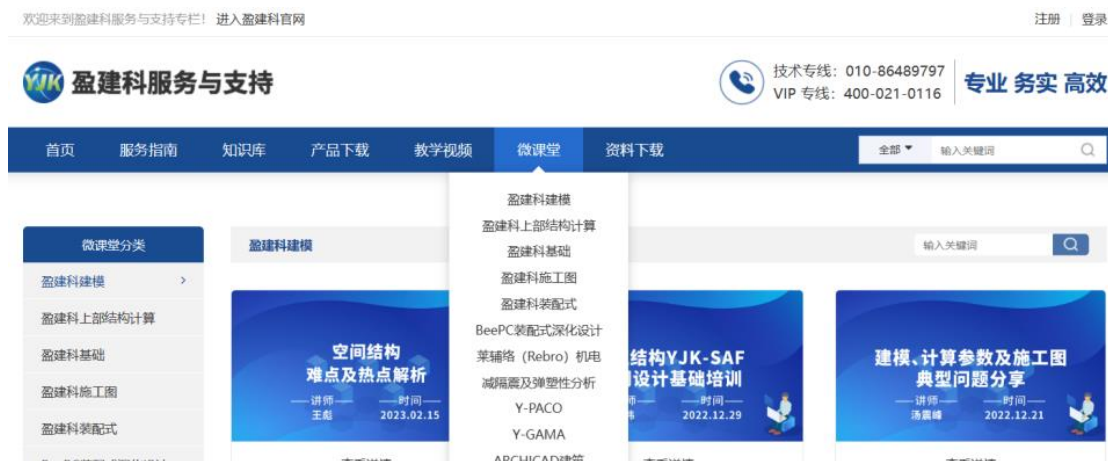 欢迎来到盈建科服务与支持专栏！ 进入盈建科官网
注册 登录
YJK 盈建科服务与支持
技术专线：010-86489797
VIP 专线：400-021-0116
专业 务实 高效
首页 服务指南 知识库 产品下载 教学视频 微课堂 资料下载 全部 输入关键词
盈建科建模
盈建科上部结构计算
盈建科基础
盈建科施工图
盈建科装配式
BeePC装配式深化设计
莱辅络（Rebro）机电
减隔震及弹塑性分析
Y-PACO
Y-GAMA
微课堂分类
盈建科建模
盈建科上部结构计算
盈建科基础
盈建科施工图
盈建科装配式
盈建科建模 输入关键词
空间结构
难点及热点解析
讲师 时间
王彪 2023.02.15
结构YJK-SAF
设计基础培训
时间
2022.12.29
建模、计算参数及施工图
典型问题分享
讲师 时间
汤震峰 2022.12.21